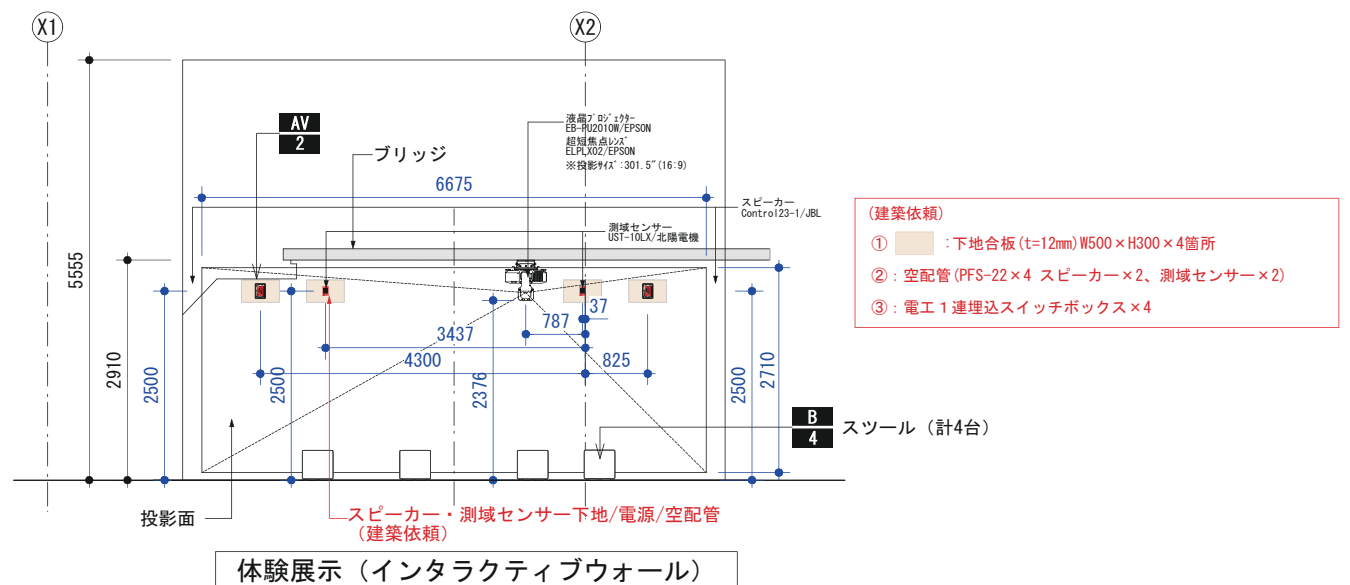 X1
X2
AV
2
ブリッジ
液晶ﾌﾟﾛｼﾞｪｸﾀｰ
EB-PU2010W/EPSON
超短焦点ﾚﾝｽﾞ
ELPLX02/EPSON
※投影ｻｲｽﾞ:301.5"(16:9)
6675
スピーカー
Control23-1/JBL
測域センサー
UST-10LX/北陽電機
5555
2910
2500
2500
3437
4300
2376
787
37
825
2500
2710
(建築依頼)
① :下地合板(t=12mm)W500×H300×4箇所
②:空配管(PFS-22×4 スピーカー×2、測域センサー×2)
③:電工１連埋込スイッチボックス×4
B
4
スツール（計4台）
投影面
スピーカー・測域センサー下地/電源/空配管
(建築依頼)
体験展示（インタラクティブウォール）